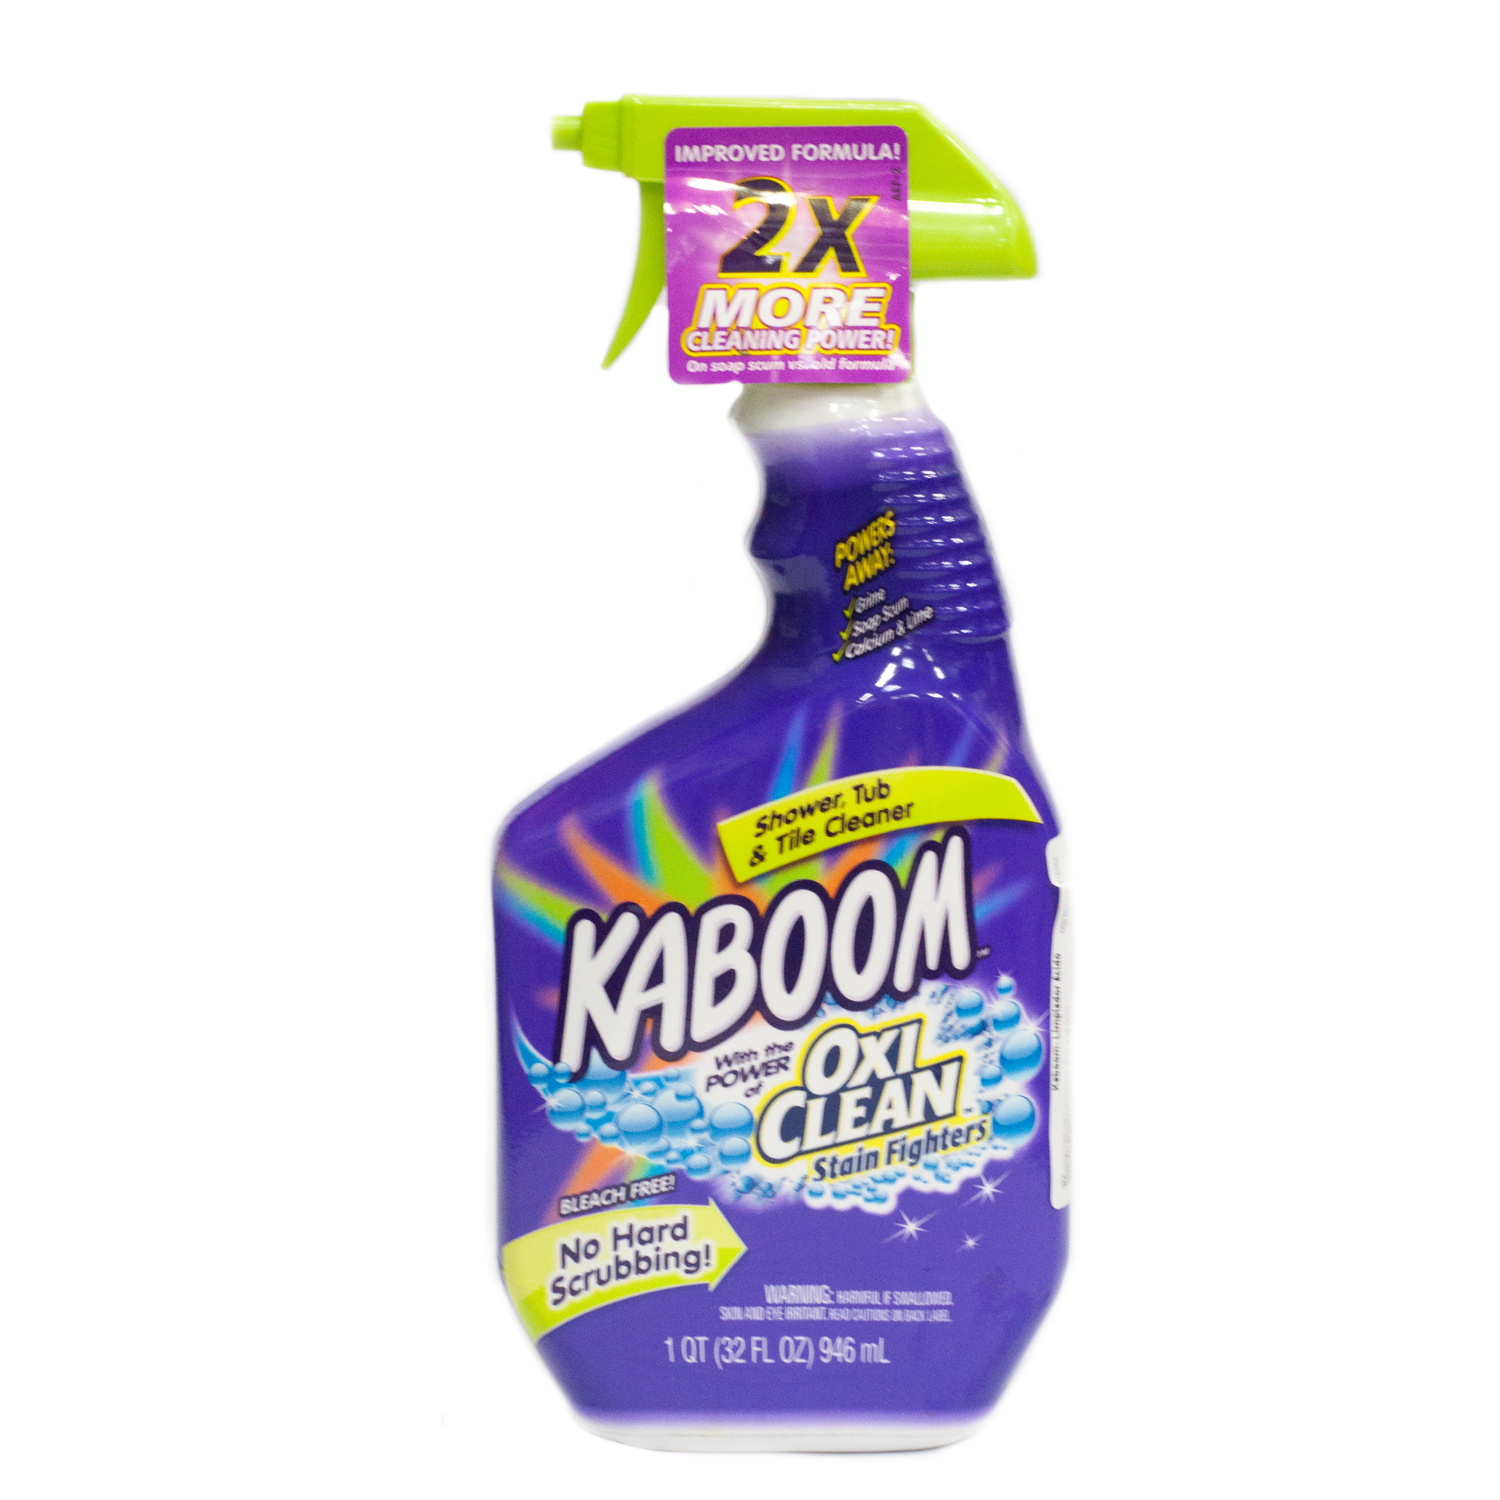 IMPROVED FORMULA!
2X
MORE
CLEANING POWER!
On soap scum vs. old formula
POWERS
AWAY:
Grime
Soap Scum
Calcium & Lime
Shower, Tub
& Tile Cleaner
KABOOM
With the
POWER
of
OXI
CLEAN
Stain Fighters
BLEACH FREE!
No Hard
Scrubbing!
WARNING: HARMFUL IF SWALLOWED.
SKIN AND EYE IRRITANT. READ CAUTIONS ON BACK LABEL.
1 QT (32 FL OZ) 946 mL
Kaboom Limpiador